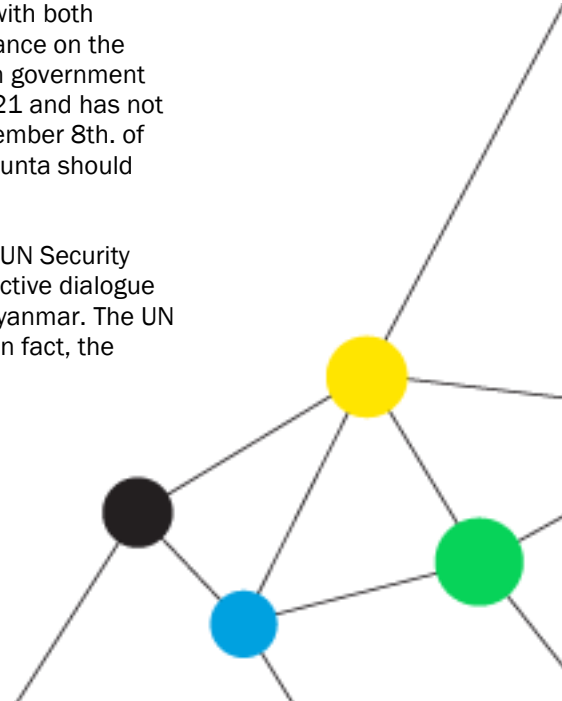 with both
ance on the
n government
21 and has not
ember 8th. of
unta should
UN Security
ctive dialogue
yanmar. The UN
n fact, the